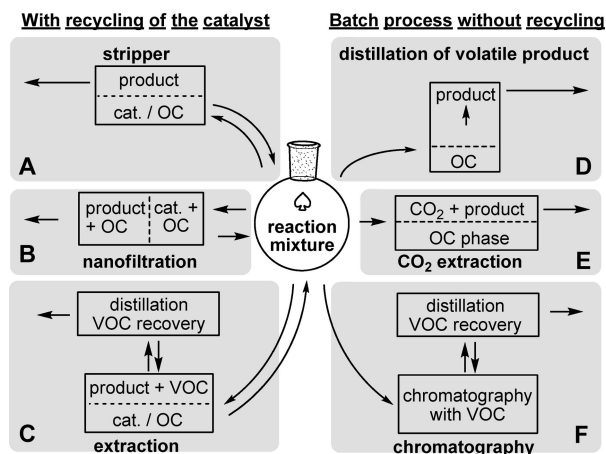 With recycling of the catalyst
Batch process without recycling
stripper
product
cat. / OC
A
distillation of volatile product
product
OC
D
product
+ OC
cat. +
OC
nanofiltration
B
reaction
mixture
CO2 + product
OC phase
CO2 extraction
E
distillation
VOC recovery
product + VOC
cat. / OC
extraction
C
distillation
VOC recovery
chromatography
with VOC
chromatography
F